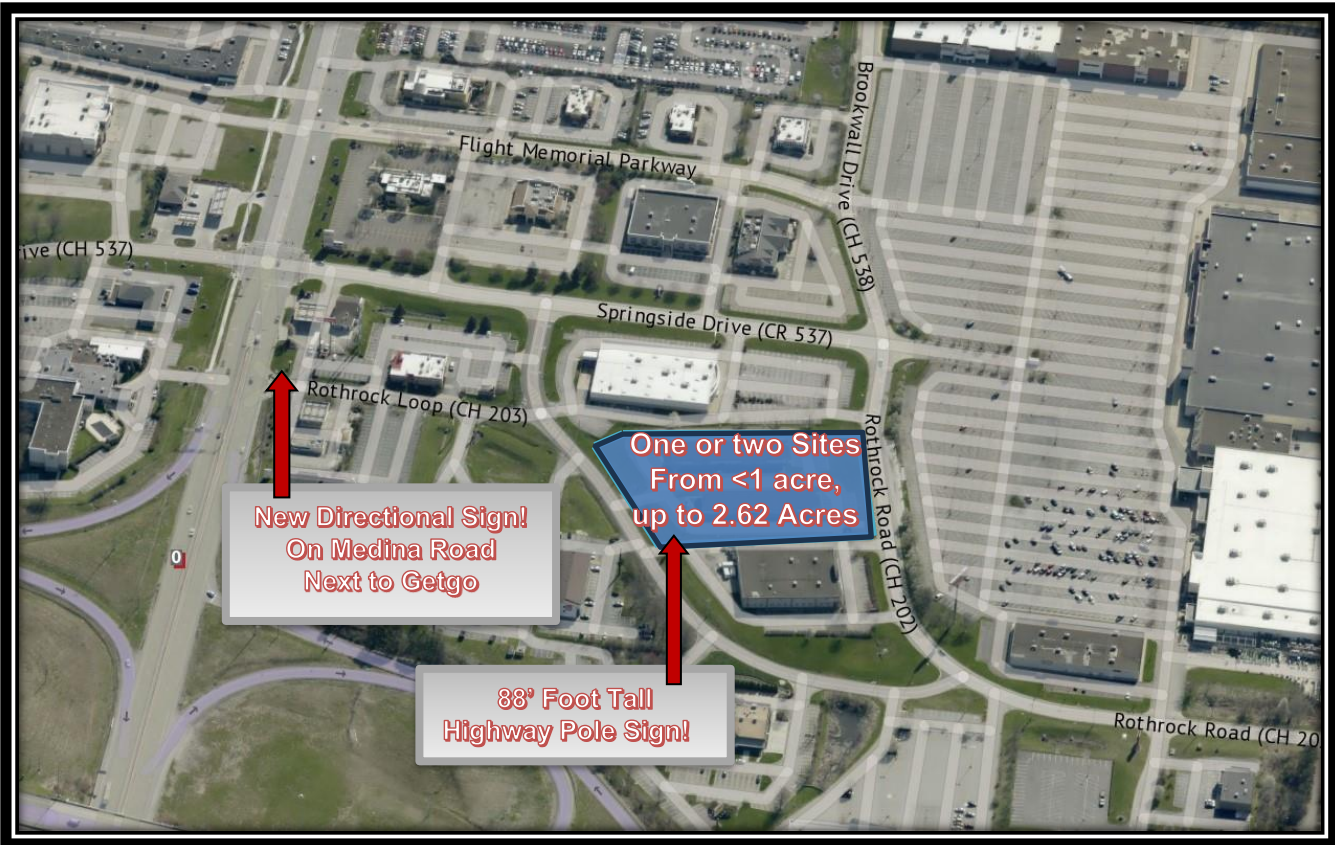 Flight Memorial Parkway
Brookwall Drive (CH 538)
ive (CH 537)
Springside Drive (CR 537)
Rothrock Loop (CH 203)
One or two Sites
From <1 acre,
up to 2.62 Acres
Rothrock Road (CH 202)
New Directional Sign!
On Medina Road
Next to Getgo
0
88’ Foot Tall
Highway Pole Sign!
Rothrock Road (CH 20